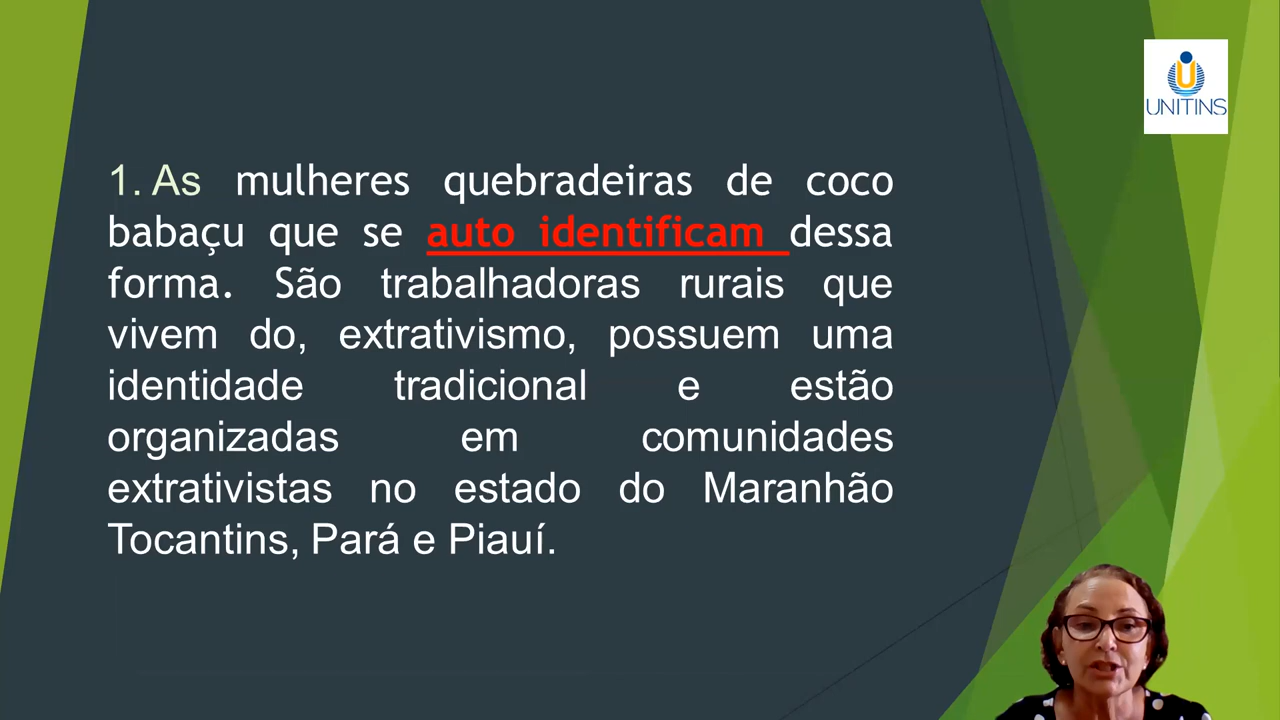 UNITINS
1. As mulheres quebradeiras de coco
babaçu que se auto identificam dessa
forma. São trabalhadoras rurais que
vivem do, extrativismo, possuem uma
identidade tradicional e estão
organizadas em comunidades
extrativistas no estado do Maranhão
Tocantins, Pará e Piauí.